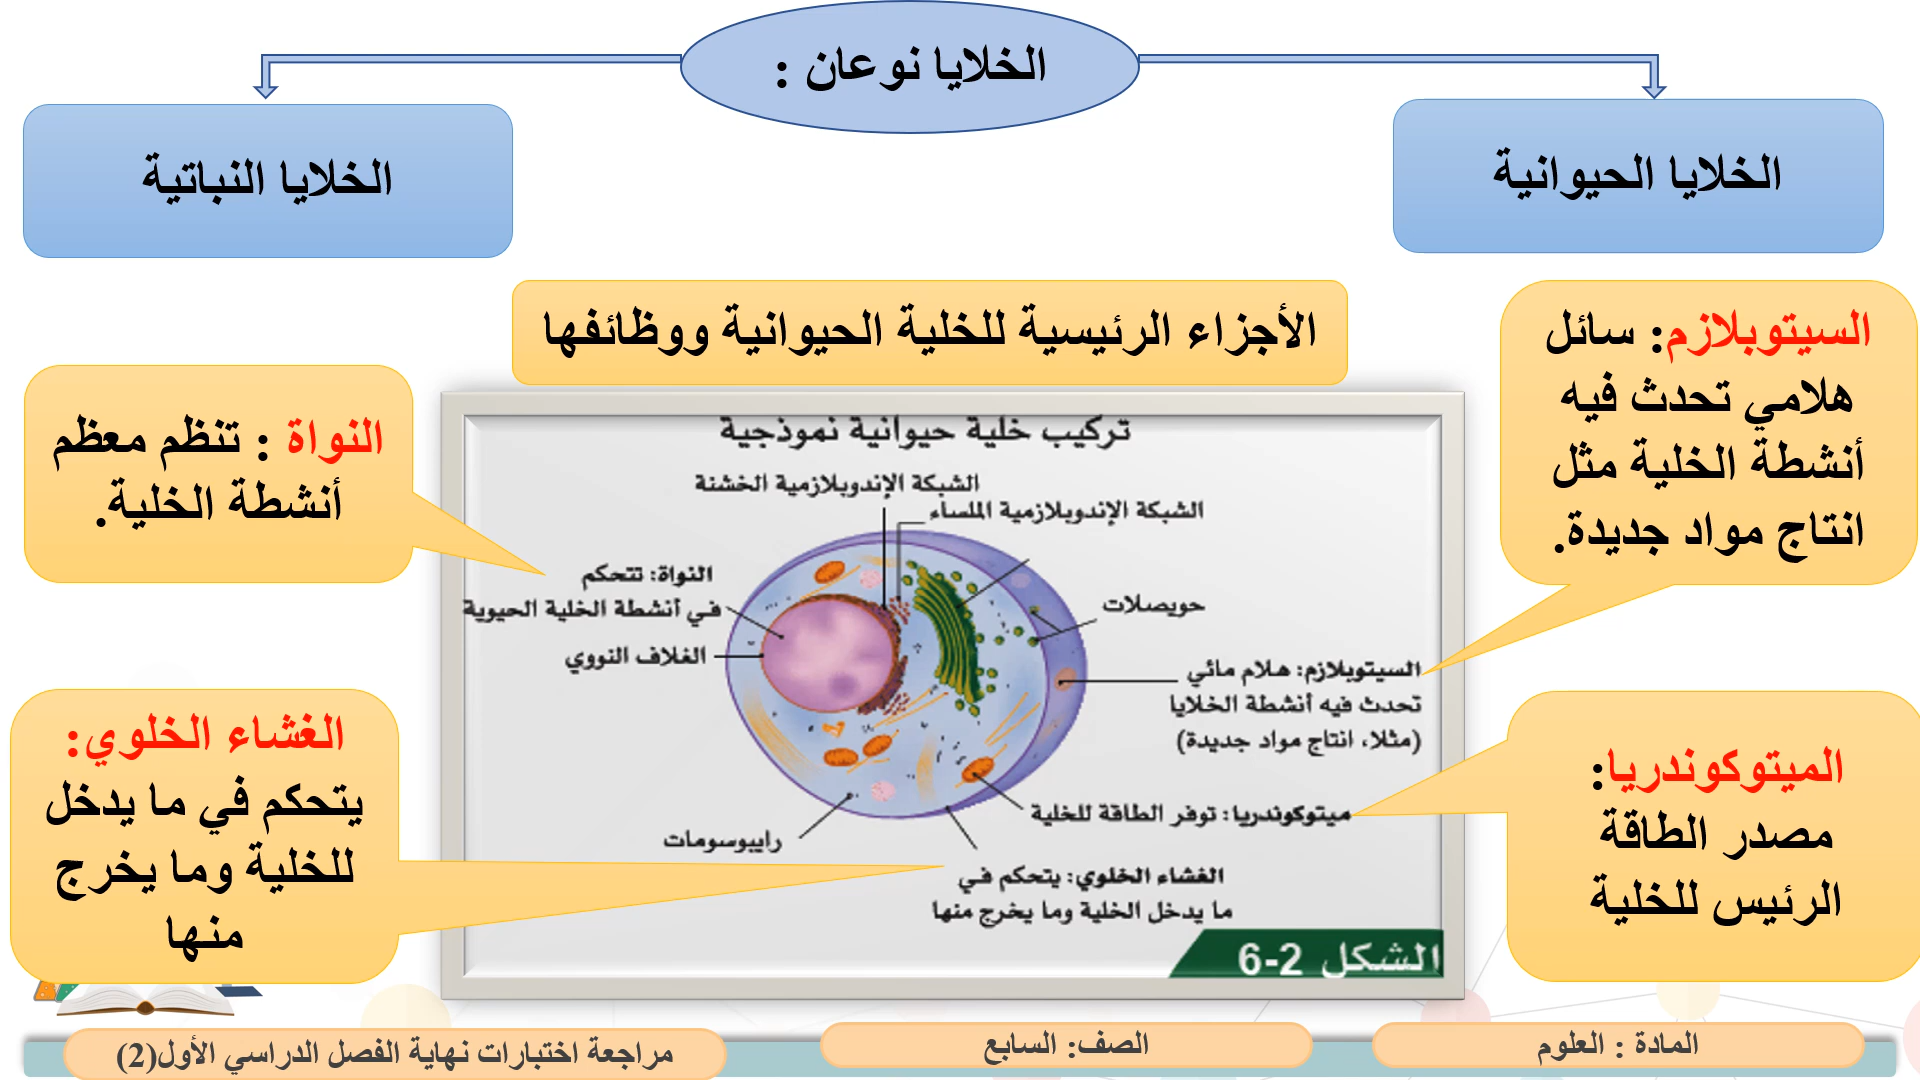 الخلايا نوعان :
الخلايا الحيوانية
الخلايا النباتية
الأجزاء الرئيسية للخلية الحيوانية ووظائفها
السيتوبلازم: سائل
هلامي تحدث فيه
أنشطة الخلية مثل
انتاج مواد جديدة.
النواة : تنظم معظم
أنشطة الخلية.
تركيب خلية حيوانية نموذجية
الشبكة الإندوبلازمية الخشنة
الشبكة الإندوبلازمية الملساء
النواة: تتحكم
في أنشطة الخلية الحيوية
حويصلات
الغلاف النووي
السيتوبلازم: هلام مائي
تحدث فيه أنشطة الخلايا
(مثلا، انتاج مواد جديدة)
ميتوكوندريا: توفر الطاقة للخلية
رايبوسومات
الغشاء الخلوي: يتحكم في
ما يدخل الخلية وما يخرج منها
الشكل 2-6
الميتوكوندريا:
مصدر الطاقة
الرئيس للخلية
الغشاء الخلوي:
يتحكم في ما يدخل
للخلية وما يخرج
منها
المادة : العلوم
الصف: السابع
مراجعة اختبارات نهاية الفصل الدراسي الأول(2)